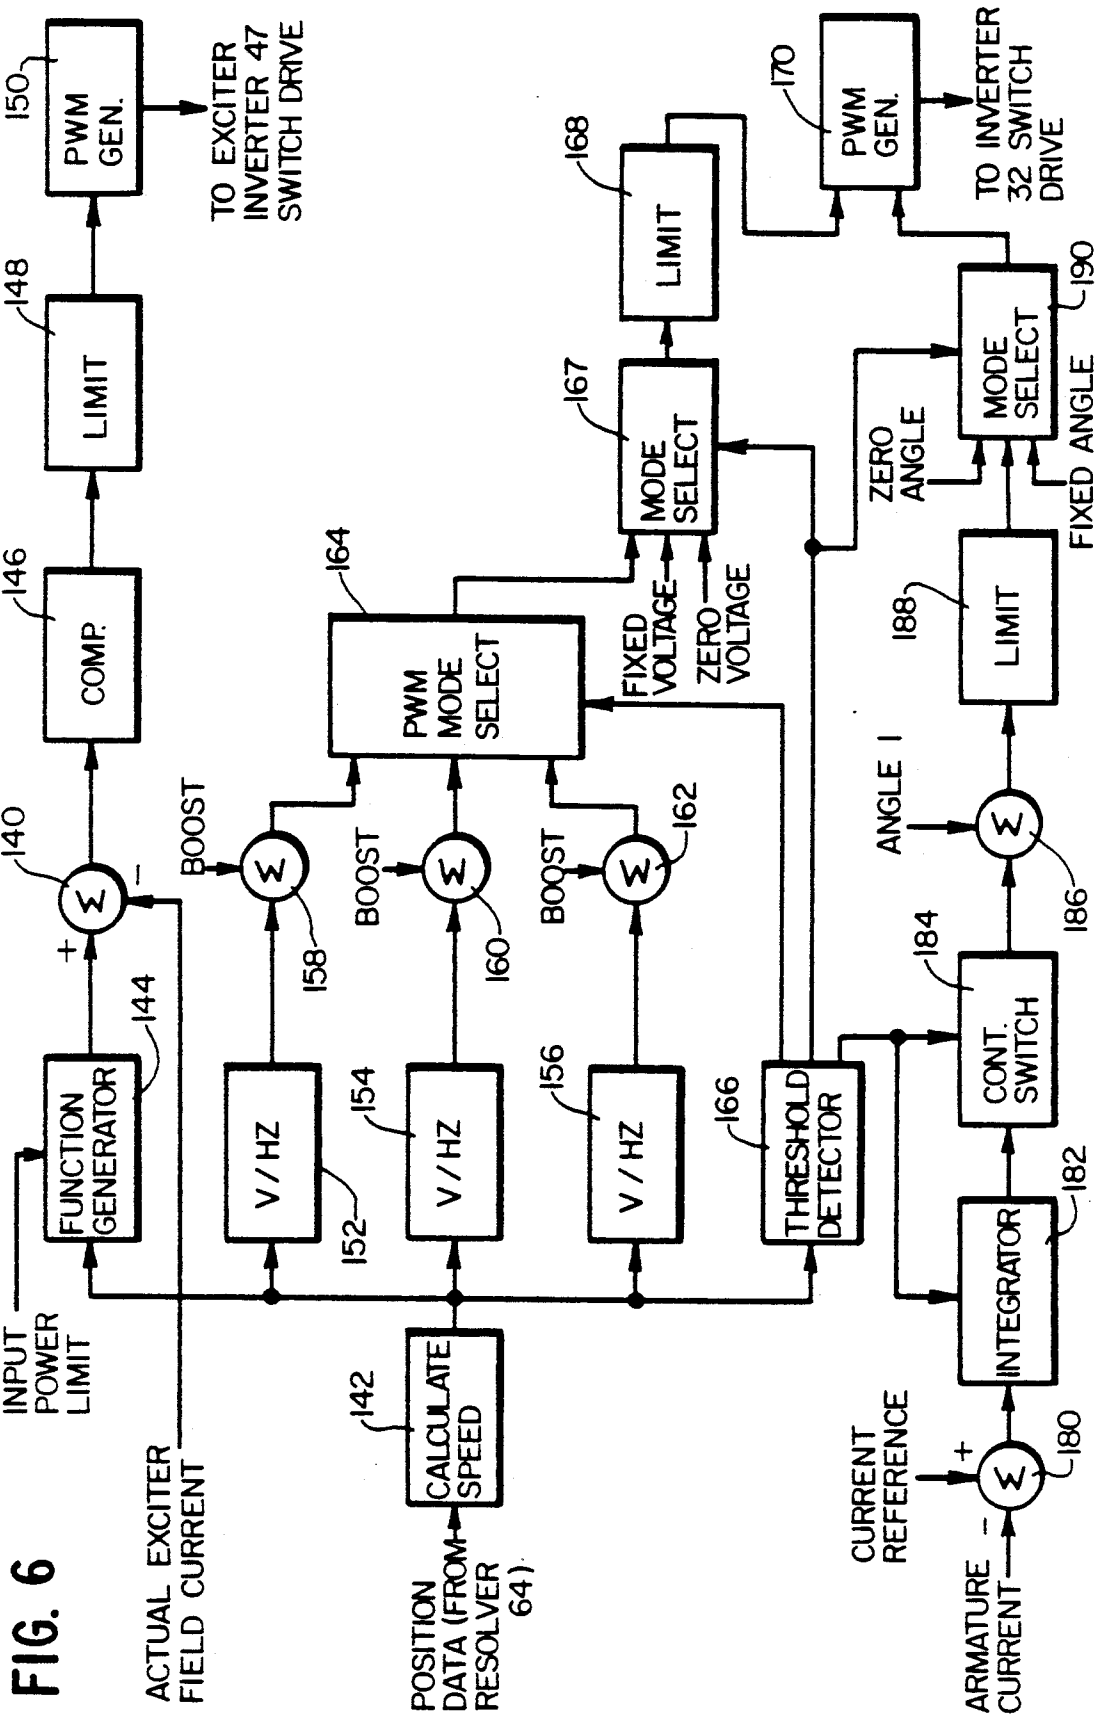 FIG. 6
INPUT
POWER
LIMIT
ACTUAL EXCITER
FIELD CURRENT
FUNCTION
GENERATOR
144
+
-
Σ
140
COMP.
146
LIMIT
148
PWM
GEN.
150
TO EXCITER
INVERTER 47
SWITCH DRIVE
POSITION
DATA (FROM
RESOLVER
64)
CALCULATE
SPEED
142
V/HZ
152
V/HZ
154
V/HZ
156
BOOST
Σ
158
BOOST
Σ
160
BOOST
Σ
162
PWM
MODE
SELECT
164
THRESHOLD
DETECTOR
166
FIXED
VOLTAGE
ZERO
VOLTAGE
MODE
SELECT
167
LIMIT
168
PWM
GEN.
170
TO INVERTER
32 SWITCH
DRIVE
ARMATURE
CURRENT
-
CURRENT
REFERENCE
+
Σ
180
INTEGRATOR
182
CONT.
SWITCH
184
ANGLE 1
Σ
186
LIMIT
188
ZERO
ANGLE
FIXED ANGLE
MODE
SELECT
190